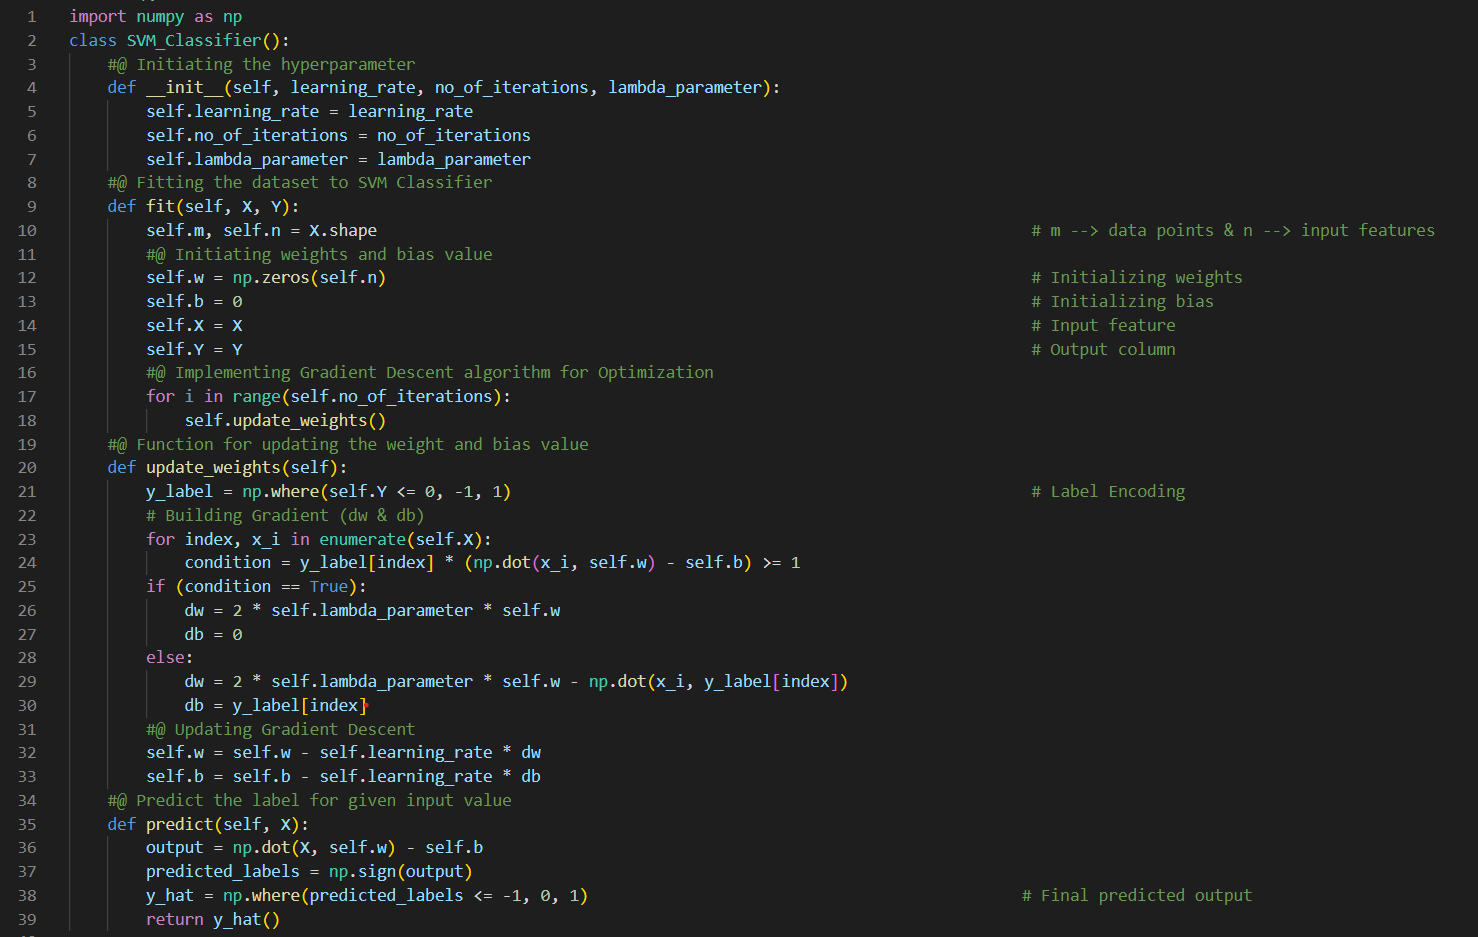 1 import numpy as np
2 class SVM_Classifier():
3 #@ Initiating the hyperparameter
4 def __init__(self, learning_rate, no_of_iterations, lambda_parameter):
5 self.learning_rate = learning_rate
6 self.no_of_iterations = no_of_iterations
7 self.lambda_parameter = lambda_parameter
8 #@ Fitting the dataset to SVM Classifier
9 def fit(self, X, Y):
10 self.m, self.n = X.shape # m --> data points & n --> input features
11 #@ Initiating weights and bias value
12 self.w = np.zeros(self.n) # Initializing weights
13 self.b = 0 # Initializing bias
14 self.X = X # Input feature
15 self.Y = Y # Output column
16 #@ Implementing Gradient Descent algorithm for Optimization
17 for i in range(self.no_of_iterations):
18 self.update_weights()
19 #@ Function for updating the weight and bias value
20 def update_weights(self):
21 y_label = np.where(self.Y <= 0, -1, 1) # Label Encoding
22 # Building Gradient (dw & db)
23 for index, x_i in enumerate(self.X):
24 condition = y_label[index] * (np.dot(x_i, self.w) - self.b) >= 1
25 if (condition == True):
26 dw = 2 * self.lambda_parameter * self.w
27 db = 0
28 else:
29 dw = 2 * self.lambda_parameter * self.w - np.dot(x_i, y_label[index])
30 db = y_label[index]
31 #@ Updating Gradient Descent
32 self.w = self.w - self.learning_rate * dw
33 self.b = self.b - self.learning_rate * db
34 #@ Predict the label for given input value
35 def predict(self, X):
36 output = np.dot(X, self.w) - self.b
37 predicted_labels = np.sign(output)
38 y_hat = np.where(predicted_labels <= -1, 0, 1) # Final predicted output
39 return y_hat()